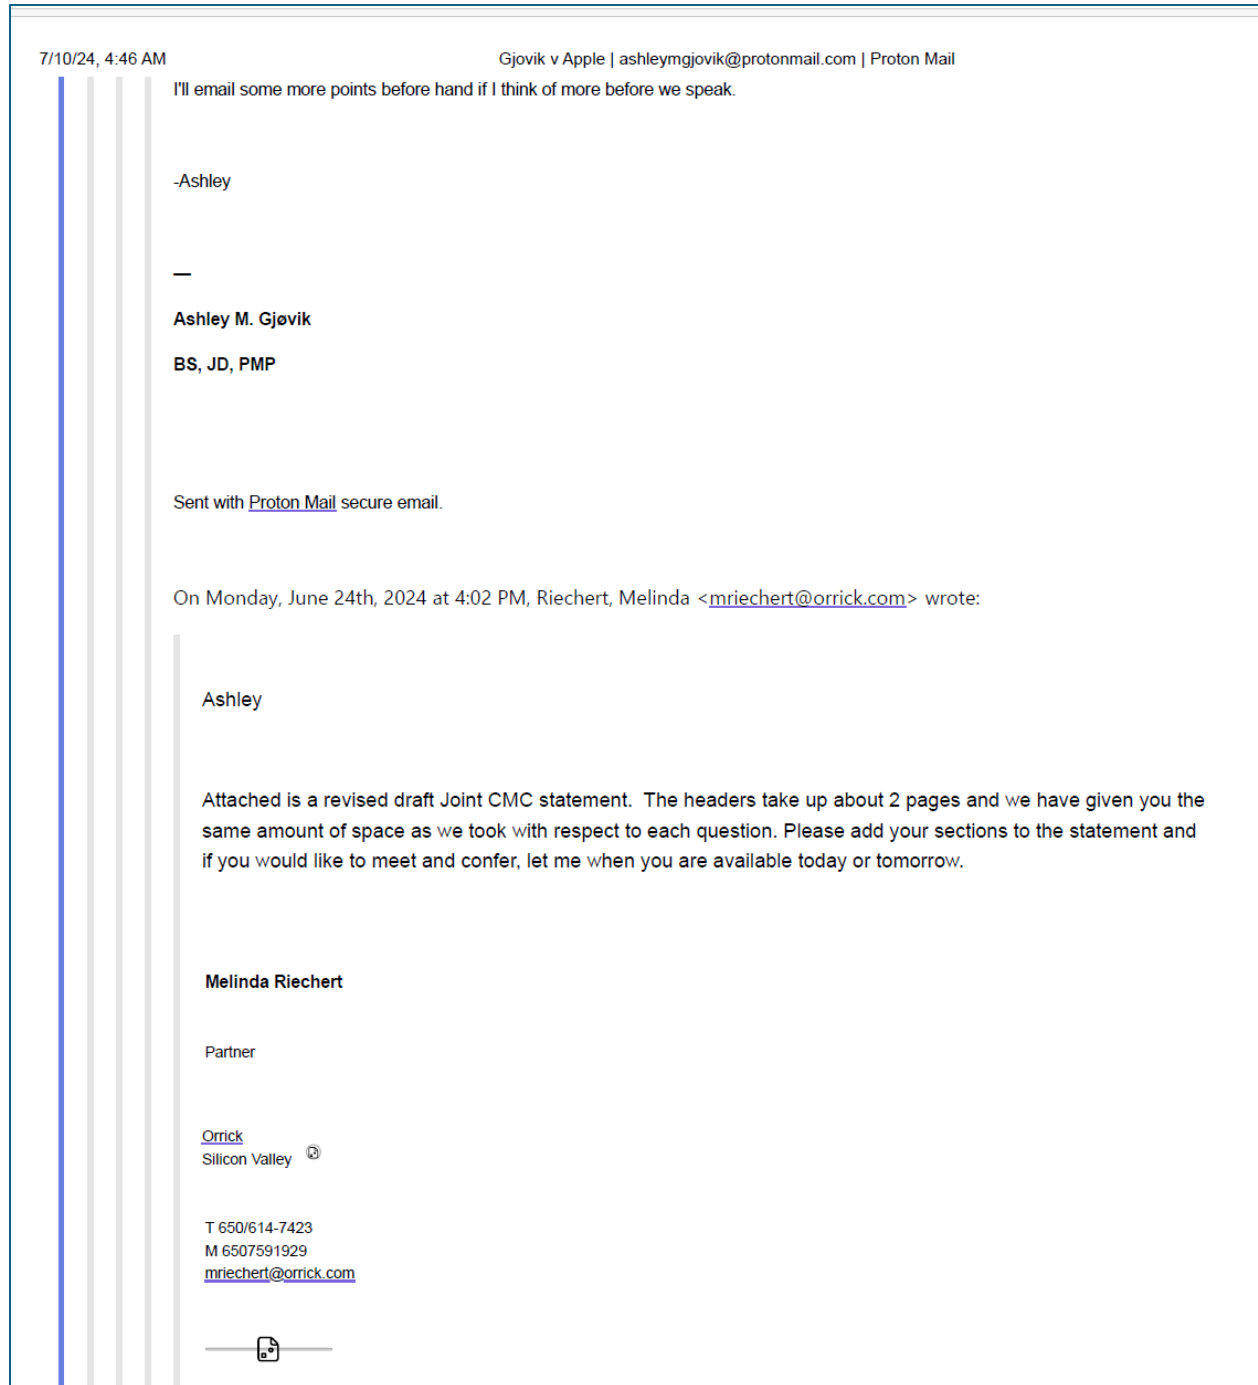 7/10/24, 4:46 AM Gjovik v Apple | ashleymgjovik@protonmail.com | Proton Mail
I'll email some more points before hand if I think of more before we speak.
-Ashley
—
Ashley M. Gjøvik
BS, JD, PMP
Sent with Proton Mail secure email.
On Monday, June 24th, 2024 at 4:02 PM, Riechert, Melinda <mriechert@orrick.com> wrote:
Ashley
Attached is a revised draft Joint CMC statement. The headers take up about 2 pages and we have given you the
same amount of space as we took with respect to each question. Please add your sections to the statement and
if you would like to meet and confer, let me when you are available today or tomorrow.
Melinda Riechert
Partner
Orrick
Silicon Valley
T 650/614-7423
M 6507591929
mriechert@orrick.com